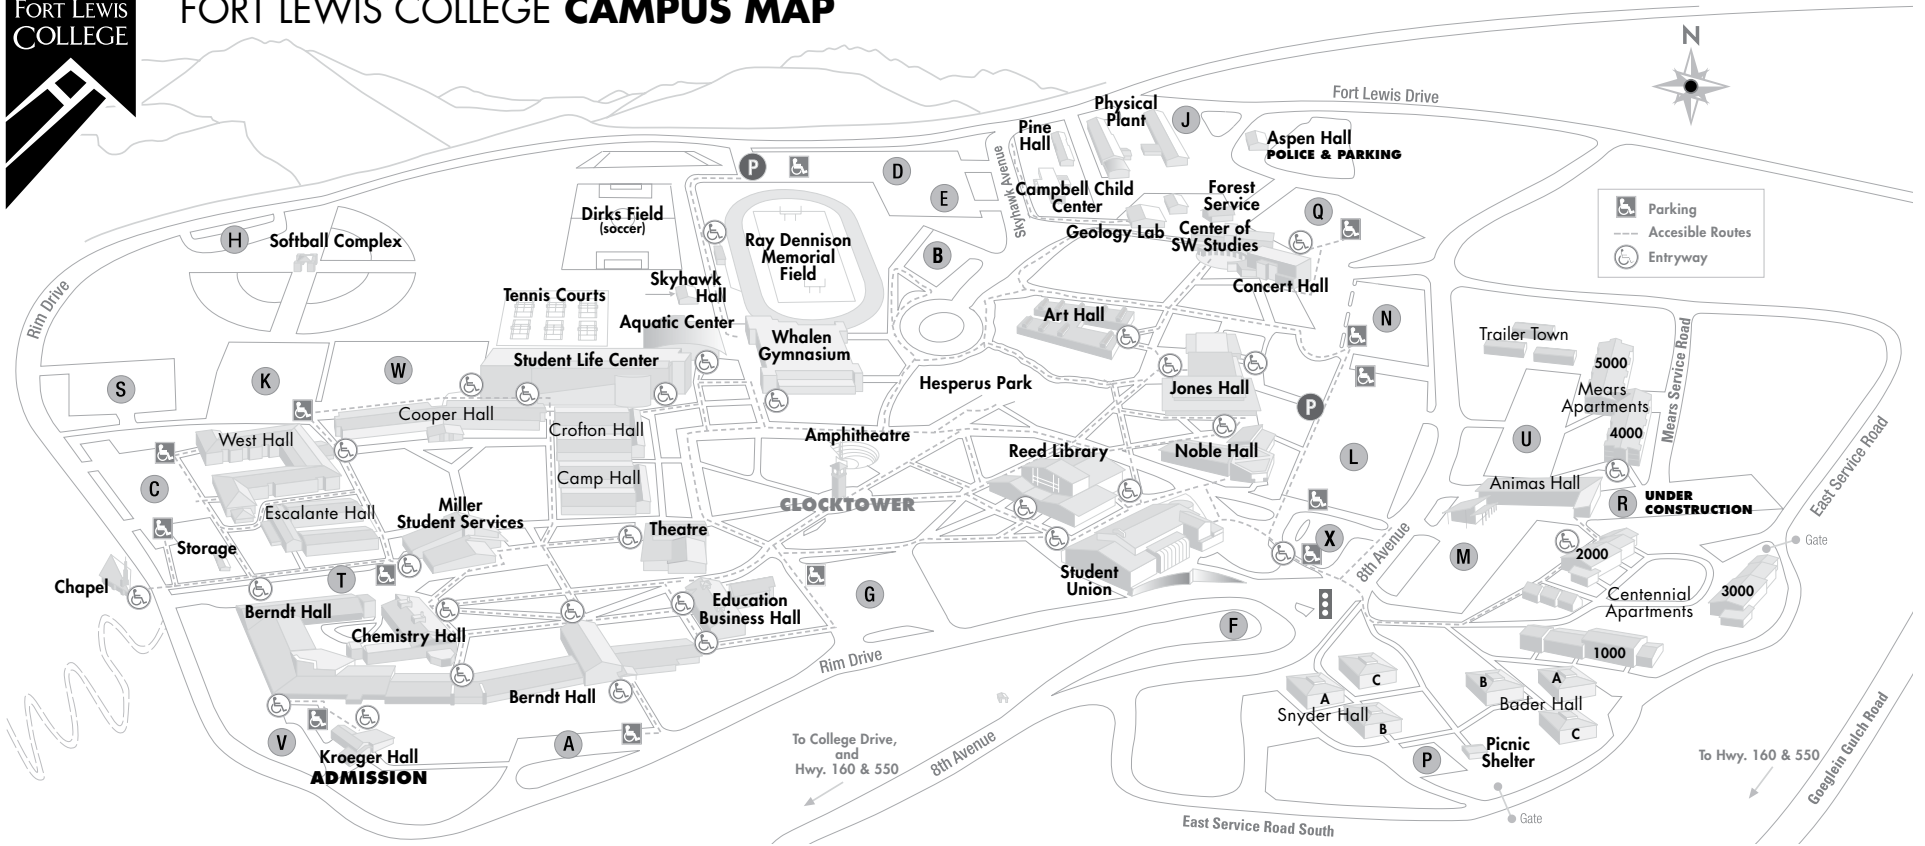 FORT LEWIS
COLLEGE
FORT LEWIS COLLEGE CAMPUS MAP
N
Fort Lewis Drive
Physical
Plant
J
Pine
Hall
Aspen Hall
POLICE & PARKING
Skyhawk Avenue
P
D
E
Campbell Child
Center
Forest
Service
Q
Parking
Accesible Routes
Entryway
Dirks Field
(soccer)
Ray Dennison
Memorial
Field
H
Softball Complex
Geology Lab
Center of
SW Studies
B
Concert Hall
Rim Drive
Skyhawk
Hall
Tennis Courts
Aquatic Center
Art Hall
N
Trailer Town
Mears Service Road
Whalen
Gymnasium
Student Life Center
5000
Mears
Apartments
4000
S
K
W
Hesperus Park
Jones Hall
P
Cooper Hall
Crofton Hall
Amphitheatre
West Hall
Reed Library
Noble Hall
L
U
East Service Road
C
Camp Hall
CLOCKTOWER
Animas Hall
R
UNDER
CONSTRUCTION
Escalante Hall
Miller
Student Services
Theatre
Storage
X
8th Avenue
M
2000
Gate
Chapel
T
Student
Union
G
Education
Business Hall
Centennial
Apartments
3000
Berndt Hall
Chemistry Hall
F
1000
Rim Drive
Berndt Hall
C
A
B
Snyder Hall
B
A
Bader Hall
C
V
Kroeger Hall
ADMISSION
A
To College Drive,
and
Hwy. 160 & 550
8th Avenue
P
Picnic
Shelter
To Hwy. 160 & 550
Goeglein Gulch Road
East Service Road South
Gate